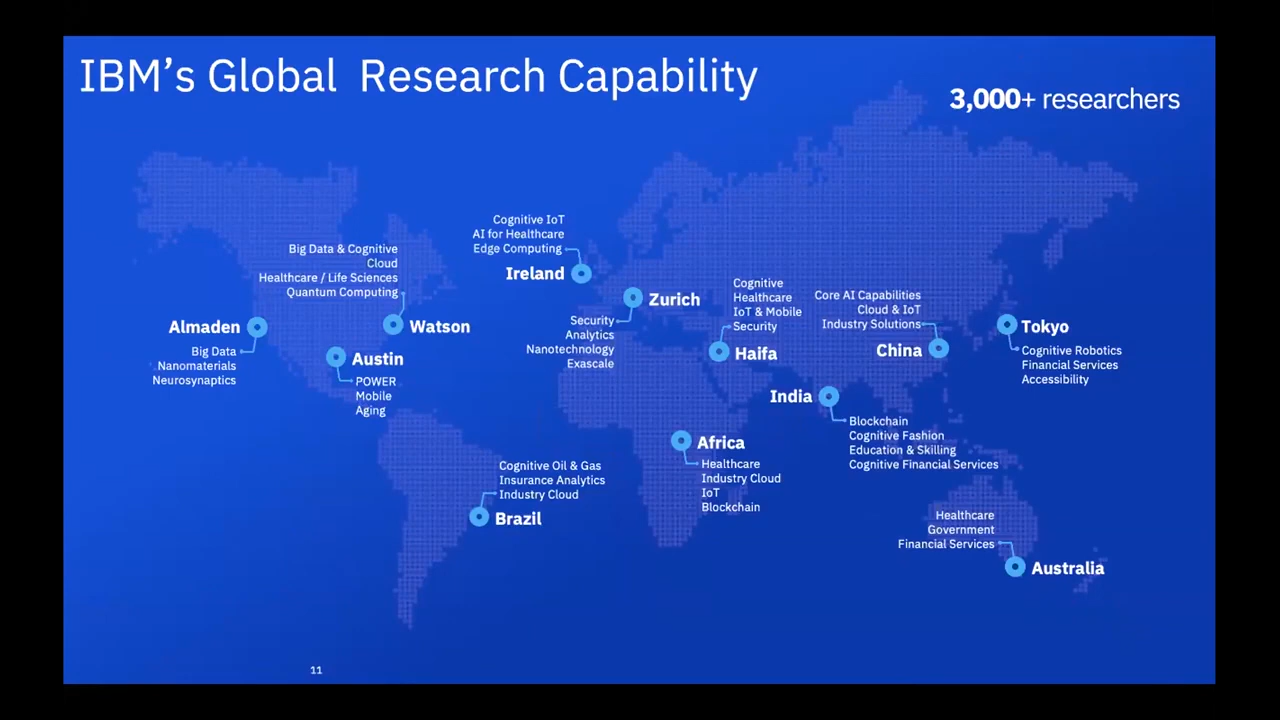 IBM's Global Research Capability
3,000+ researchers
Cognitive IoT
AI for Healthcare
Edge Computing
Ireland
Big Data & Cognitive
Cloud
Healthcare / Life Sciences
Quantum Computing
Watson
Almaden
Big Data
Nanomaterials
Neurosynaptics
Austin
POWER
Mobile
Aging
Zurich
Security
Analytics
Nanotechnology
Exascale
Cognitive
Healthcare
IoT & Mobile
Security
Haifa
Core AI Capabilities
Cloud & IoT
Industry Solutions
China
Tokyo
Cognitive Robotics
Financial Services
Accessibility
India
Blockchain
Cognitive Fashion
Education & Skilling
Cognitive Financial Services
Africa
Healthcare
Industry Cloud
IoT
Blockchain
Cognitive Oil & Gas
Insurance Analytics
Industry Cloud
Brazil
Healthcare
Government
Financial Services
Australia
11